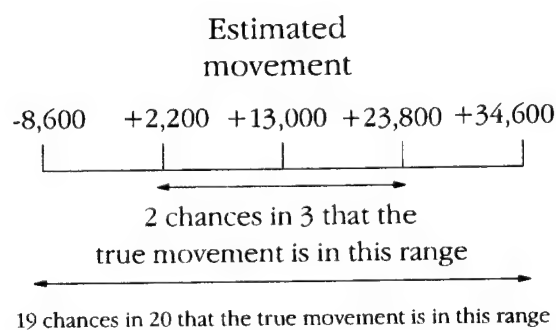 Estimated
movement
-8,600 +2,200 +13,000 +23,800 +34,600
2 chances in 3 that the
true movement is in this range
19 chances in 20 that the true movement is in this range